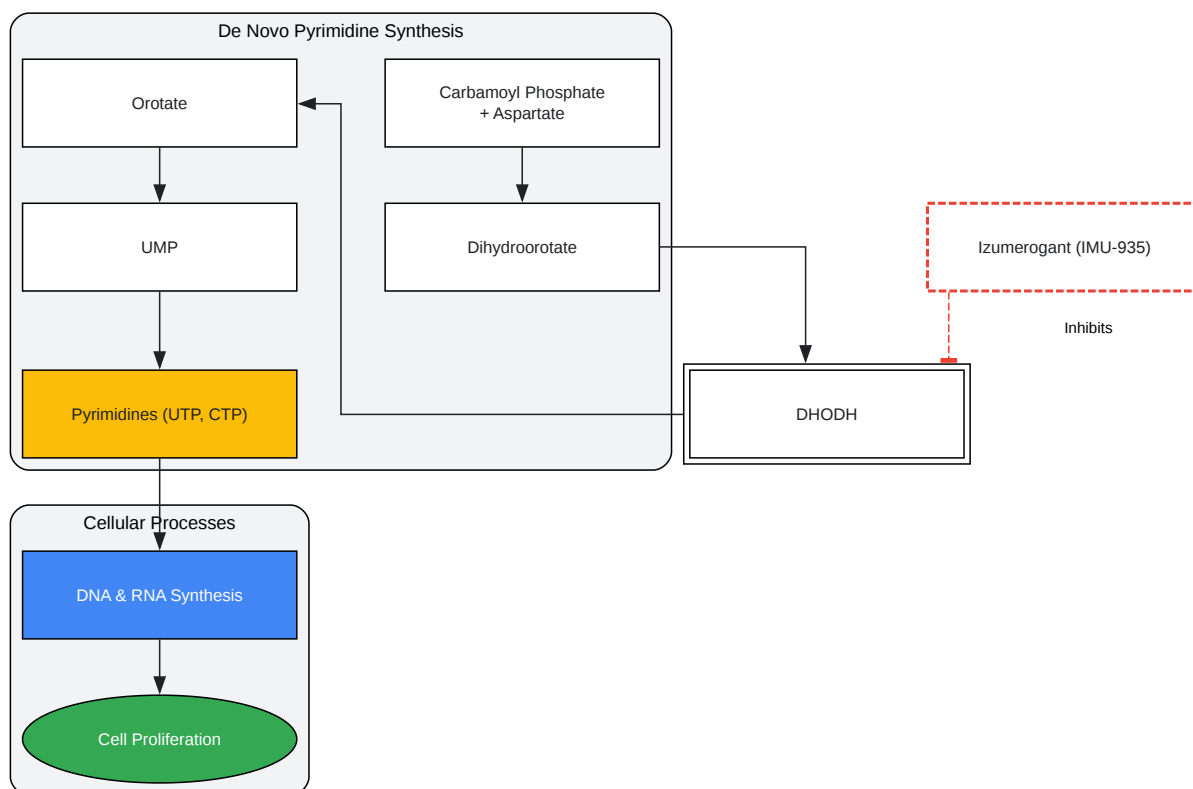 De Novo Pyrimidine Synthesis
Orotate
Carbamoyl Phosphate
+ Aspartate
UMP
Dihydroorotate
Izumerogant (IMU-935)
Inhibits
Pyrimidines (UTP, CTP)
DHODH
Cellular Processes
DNA & RNA Synthesis
Cell Proliferation